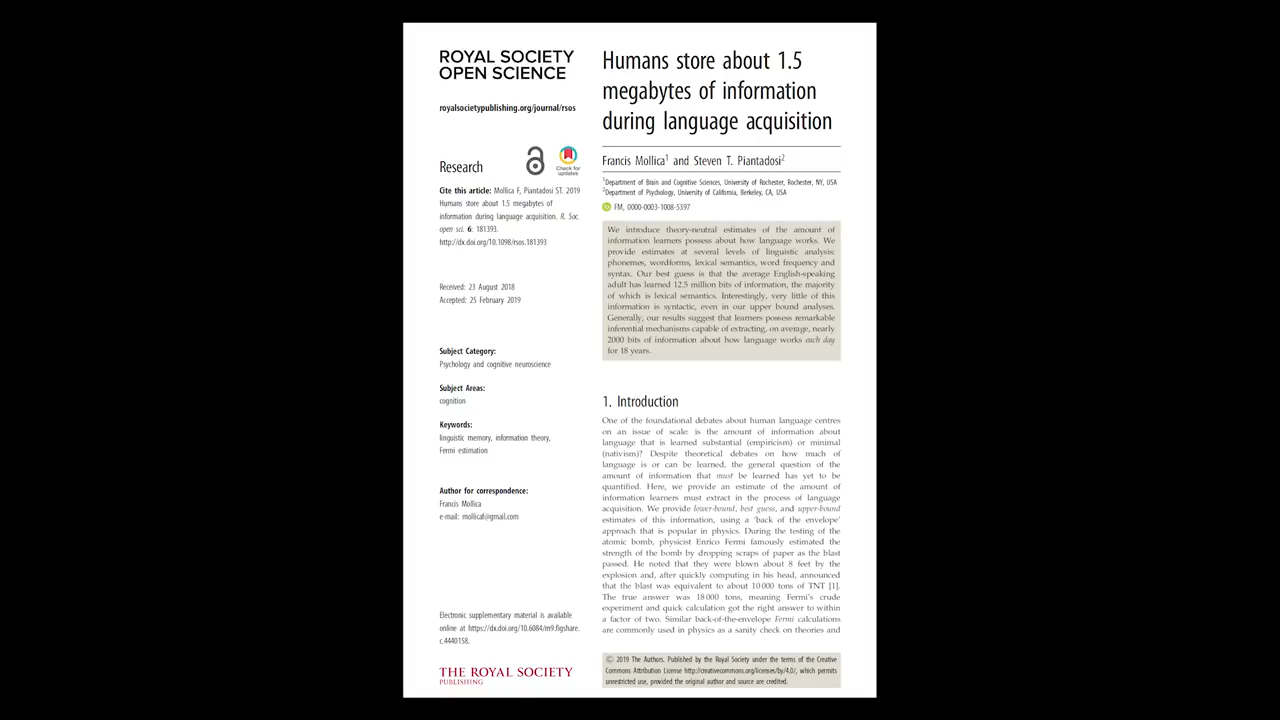 ROYAL SOCIETY
OPEN SCIENCE
royalsocietypublishing.org/journal/rsos
Research
Check for
updates
Cite this article: Mollica F, Piantadosi ST. 2019
Humans store about 1.5 megabytes of
information during language acquisition. R. Soc.
open sci. 6: 181393.
http://dx.doi.org/10.1098/rsos.181393
Received: 23 August 2018
Accepted: 25 February 2019
Subject Category:
Psychology and cognitive neuroscience
Subject Areas:
cognition
Keywords:
linguistic memory, information theory,
Fermi estimation
Author for correspondence:
Francis Mollica
e-mail: mollicaf@gmail.com
Electronic supplementary material is available
online at https://dx.doi.org/10.6084/m9.figshare.
c.4440158.
THE ROYAL SOCIETY
PUBLISHING
Humans store about 1.5
megabytes of information
during language acquisition
Francis Mollica1 and Steven T. Piantadosi2
1Department of Brain and Cognitive Sciences, University of Rochester, Rochester, NY, USA
2Department of Psychology, University of California, Berkeley, CA, USA
iD FM, 0000-0003-1008-5397
We introduce theory-neutral estimates of the amount of
information learners possess about how language works. We
provide estimates at several levels of linguistic analysis:
phonemes, wordforms, lexical semantics, word frequency and
syntax. Our best guess is that the average English-speaking
adult has learned 12.5 million bits of information, the majority
of which is lexical semantics. Interestingly, very little of this
information is syntactic, even in our upper bound analyses.
Generally, our results suggest that learners possess remarkable
inferential mechanisms capable of extracting, on average, nearly
2000 bits of information about how language works each day
for 18 years.
1. Introduction
One of the foundational debates about human language centres
on an issue of scale: is the amount of information about
language that is learned substantial (empiricism) or minimal
(nativism)? Despite theoretical debates on how much of
language is or can be learned, the general question of the
amount of information that must be learned has yet to be
quantified. Here, we provide an estimate of the amount of
information learners must extract in the process of language
acquisition. We provide lower-bound, best guess, and upper-bound
estimates of this information, using a 'back of the envelope'
approach that is popular in physics. During the testing of the
atomic bomb, physicist Enrico Fermi famously estimated the
strength of the bomb by dropping scraps of paper as the blast
passed. He noted that they were blown about 8 feet by the
explosion and, after quickly computing in his head, announced
that the blast was equivalent to about 10 000 tons of TNT [1].
The true answer was 18 000 tons, meaning Fermi's crude
experiment and quick calculation got the right answer to within
a factor of two. Similar back-of-the-envelope Fermi calculations
are commonly used in physics as a sanity check on theories and
© 2019 The Authors. Published by the Royal Society under the terms of the Creative
Commons Attribution License http://creativecommons.org/licenses/by/4.0/, which permits
unrestricted use, provided the original author and source are credited.